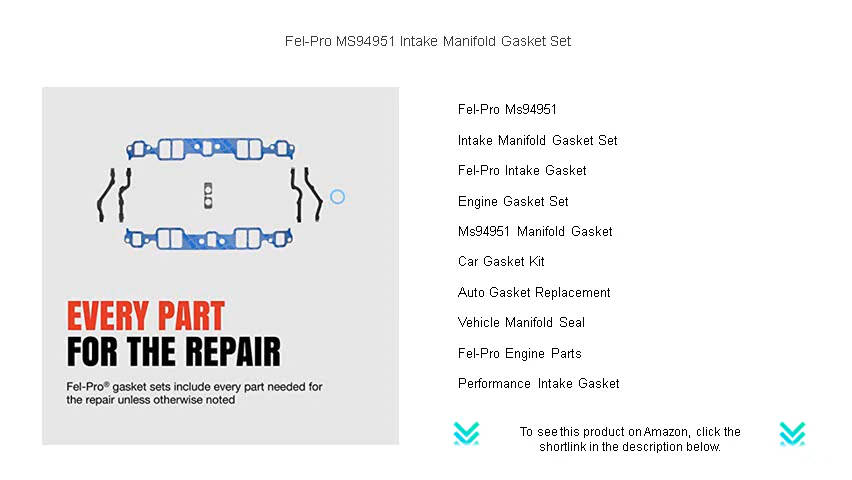 Fel-Pro MS94951 Intake Manifold Gasket Set
EVERY PART
FOR THE REPAIR
Fel-Pro® gasket sets include every part needed for
the repair unless otherwise noted
Fel-Pro Ms94951
Intake Manifold Gasket Set
Fel-Pro Intake Gasket
Engine Gasket Set
Ms94951 Manifold Gasket
Car Gasket Kit
Auto Gasket Replacement
Vehicle Manifold Seal
Fel-Pro Engine Parts
Performance Intake Gasket
To see this product on Amazon, click the
shortlink in the description below.